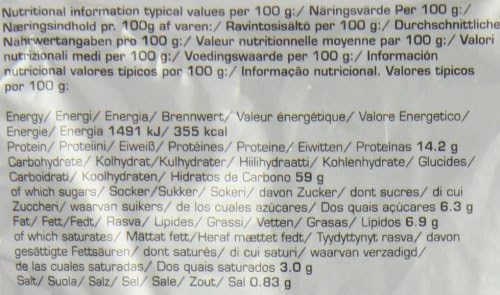 Nutritional information typical values per 100 g:/ Näringsvärde Per 100 g:/
Næringsindhold pr. 100g af varen:/ Ravintosisältö per 100 g:/ Durchschnittliche
Nährwertangaben pro 100 g:/ Valeur nutritionnelle moyenne par 100 g:/ Valori
nutrizionali medi per 100 g:/ Voedingswaarde per 100 g:/ Información
nutricional valores típicos por 100 g:/ Informação nutricional. Valores típicos
por 100 g:
Energy/ Energi/ Energia/ Brennwert/ Valeur énergétique/ Valore Energetico/
Energie/ Energía 1491 kJ/ 355 kcal
Protein/ Proteiini/ Eiweiß/ Protéines/ Proteine/ Eiwitten/ Proteinas 14.2 g
Carbohydrate/ Kolhydrat/Kulhydrater/ Hiilihydraatti/ Kohlenhydrate/ Glucides/
Carboidrati/ Koolhydraten/ Hidratos de Carbono 59 g
of which sugars/ Socker/Sukker/ Sokeri/ davon Zucker/ dont sucres/ di cui
Zuccheri/ waarvan suikers/ de los cuales azúcares/ Dos quais açúcares 6.3 g
Fat/ Fett/Fedt/ Rasva/ Lipides/ Grassi/ Vetten/ Grasas/ Lípidos 6.9 g
of which saturates/ Mättat fett/Heraf mættet fedt/ Tyydyttynyt rasva/ davon
gesättigte Fettsäuren/ dont saturés/ di cui saturi/ waarvan verzadigd/
de las cuales saturadas/ Dos quais saturados 3.0 g
Salt/ Suola/ Salz/ Sel/ Sale/ Zout/ Sal 0.83 g